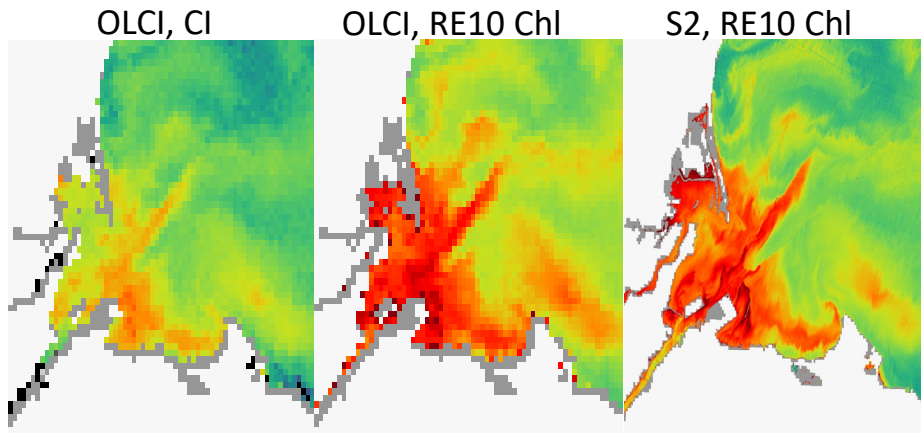 OLCI, CI
OLCI, RE10 Chl
S2, RE10 Chl